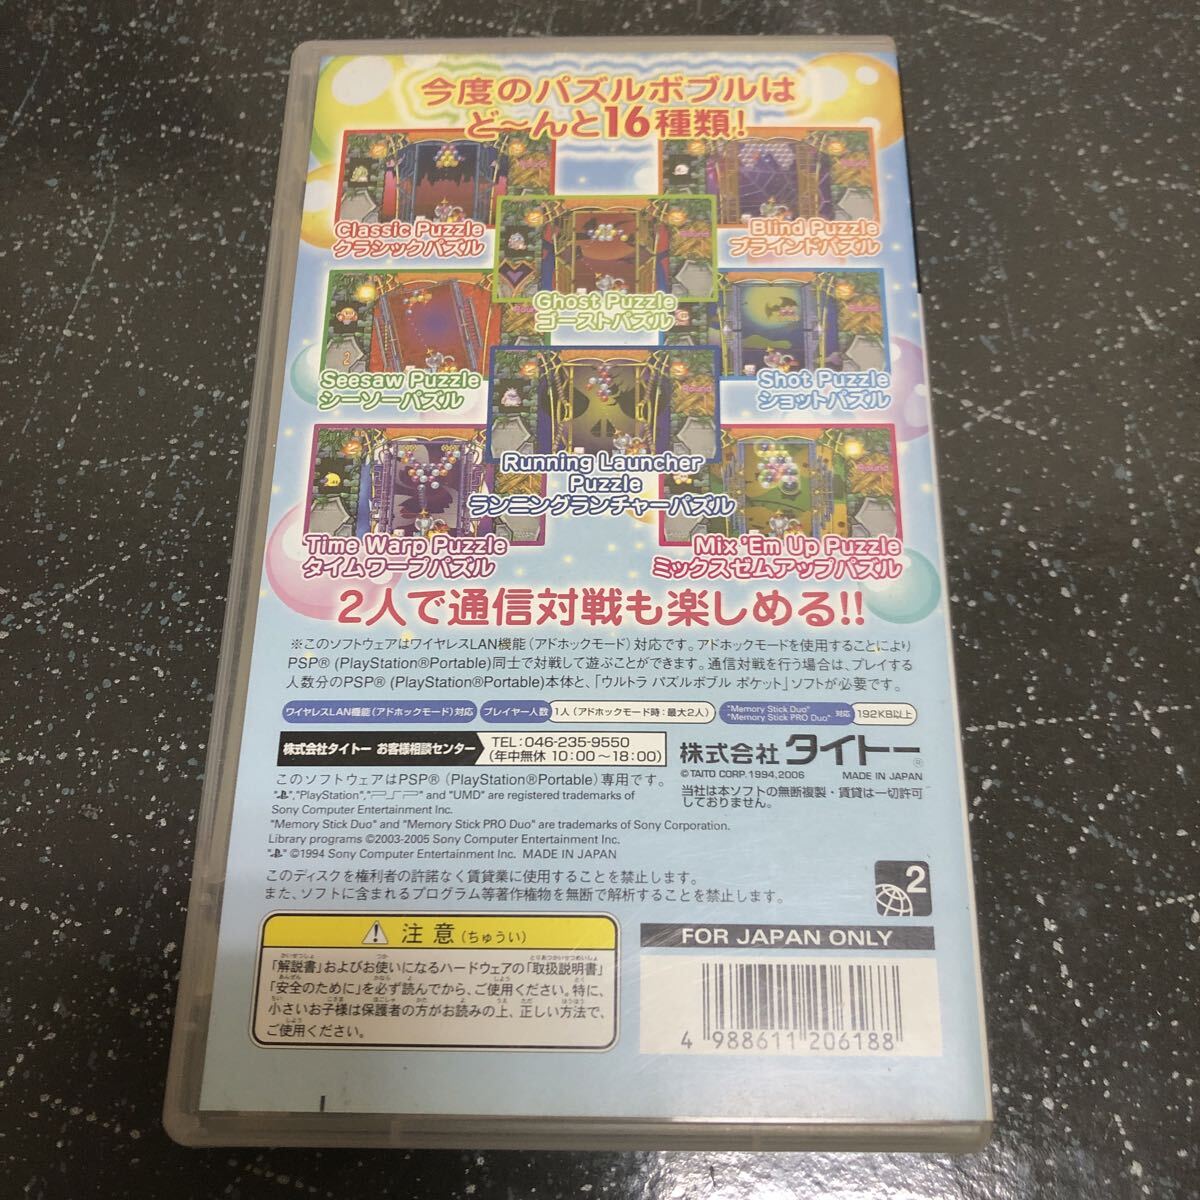 今度のパズルボブルは
ど〜んと16種類!
Classic Puzzle
クラシックパズル
Blind Puzzle
ブラインドパズル
Ghost Puzzle
ゴーストパズル
Seesaw Puzzle
シーソーパズル
Shot Puzzle
ショットパズル
Running Launcher
Puzzle
ランニングランチャーパズル
Time Warp Puzzle
タイムワープパズル
Mix 'Em Up Puzzle
ミックスゼムアップパズル
2人で通信対戦も楽しめる!!
※このソフトウェアはワイヤレスLAN機能(アドホックモード)対応です。アドホックモードを使用することにより
PSP® (PlayStation®Portable)同士で対戦して遊ぶことができます。通信対戦を行う場合は、プレイする
人数分のPSP® (PlayStation®Portable)本体と、「ウルトラ パズルボブル ポケット」ソフトが必要です。
ワイヤレスLAN機能(アドホックモード)対応
プレイヤー人数 1人(アドホックモード時:最大2人)
"Memory Stick Duo"
"Memory Stick PRO Duo" 対応 192KB以上
株式会社タイトー お客様相談センター
TEL:046-235-9550
(年中無休 10:00〜18:00)
株式会社 タイトー®
©TAITO CORP. 1994,2006 MADE IN JAPAN
当社は本ソフトの無断複製・賃貸は一切許可
しておりません。
このソフトウェアはPSP® (PlayStation®Portable)専用です。
"PS","PlayStation","PSP" and "UMD" are registered trademarks of
Sony Computer Entertainment Inc.
"Memory Stick Duo" and "Memory Stick PRO Duo" are trademarks of Sony Corporation.
Library programs ©2003-2005 Sony Computer Entertainment Inc.
"PS" ©1994 Sony Computer Entertainment Inc. MADE IN JAPAN
このディスクを権利者の許諾なく賃貸業に使用することを禁止します。
また、ソフトに含まれるプログラム等著作権物を無断で解析することを禁止します。
2
注意(ちゅうい)
「解説書」およびお使いになるハードウェアの「取扱説明書」
「安全のために」を必ず読んでから、ご使用ください。特に、
小さいお子様は保護者の方がお読みの上、正しい方法で、
ご使用ください。
FOR JAPAN ONLY
4 988611 206188